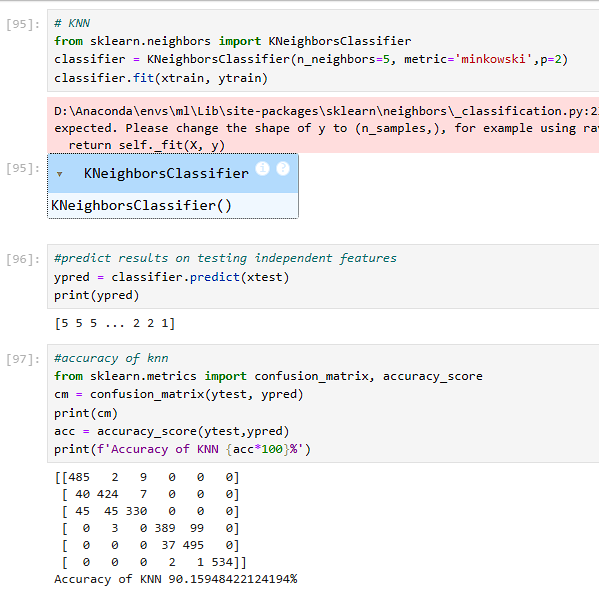 [95]: # KNN
from sklearn.neighbors import KNeighborsClassifier
classifier = KNeighborsClassifier(n_neighbors=5, metric='minkowski',p=2)
classifier.fit(xtrain, ytrain)
D:\Anaconda\envs\ml\Lib\site-packages\sklearn\neighbors\_classification.py:2
expected. Please change the shape of y to (n_samples,), for example using ra
return self._fit(X, y)
[95]: ▾ KNeighborsClassifier i ?
KNeighborsClassifier()
[96]: #predict results on testing independent features
ypred = classifier.predict(xtest)
print(ypred)
[5 5 5 ... 2 2 1]
[97]: #accuracy of knn
from sklearn.metrics import confusion_matrix, accuracy_score
cm = confusion_matrix(ytest, ypred)
print(cm)
acc = accuracy_score(ytest,ypred)
print(f'Accuracy of KNN {acc*100}%')
[[485   2   9   0   0   0]
[ 40 424   7   0   0   0]
[ 45  45 330   0   0   0]
[  0   3   0 389  99   0]
[  0   0   0  37 495   0]
[  0   0   0   2   1 534]]
Accuracy of KNN 90.15948422124194%